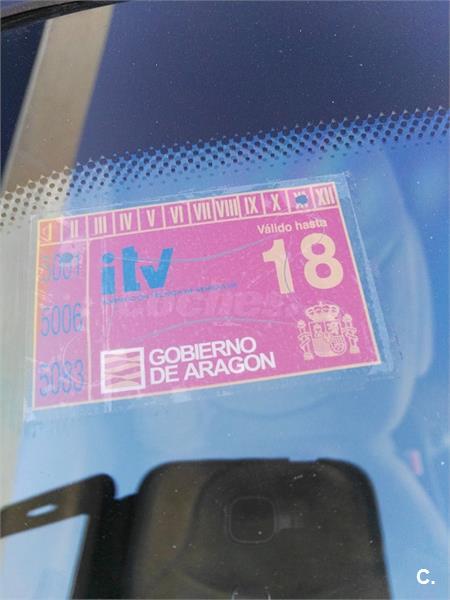 II III IV V VI VII VIII IX X XI XII
Válido hasta
5001
itv
18
5006
5083
GOBIERNO
DE ARAGON
C.